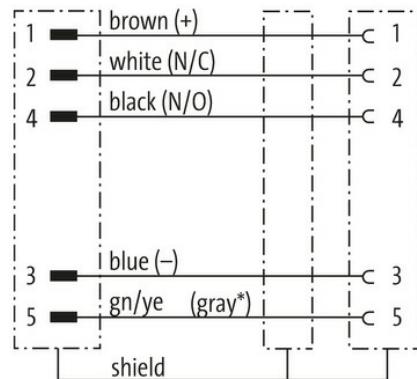 1 brown (+) 1
2 white (N/C) 2
4 black (N/O) 4
3 blue (–) 3
5 gn/ye (gray*) 5
shield